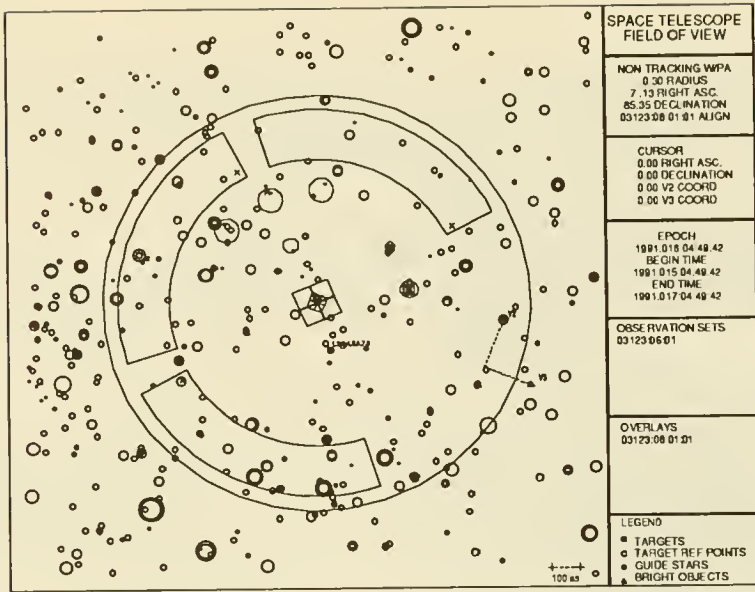 SPACE TELESCOPE
FIELD OF VIEW
NON TRACKING W/PA
0.30 RADIUS
7.13 RIGHT ASC.
85.35 DECLINATION
03123:08:01:01 ALIGN
CURSOR
0.00 RIGHT ASC.
0.00 DECLINATION
0.00 V2 COORD
0.00 V3 COORD
EPOCH
1991.016:04:49:42
BEGIN TIME
1991.015:04:49:42
END TIME
1991.017:04:49:42
OBSERVATION SETS
03123:06:01
OVERLAYS
03123:08:01:01
LEGEND
TARGETS
TARGET REF POINTS
GUIDE STARS
BRIGHT OBJECTS
V3
100 as